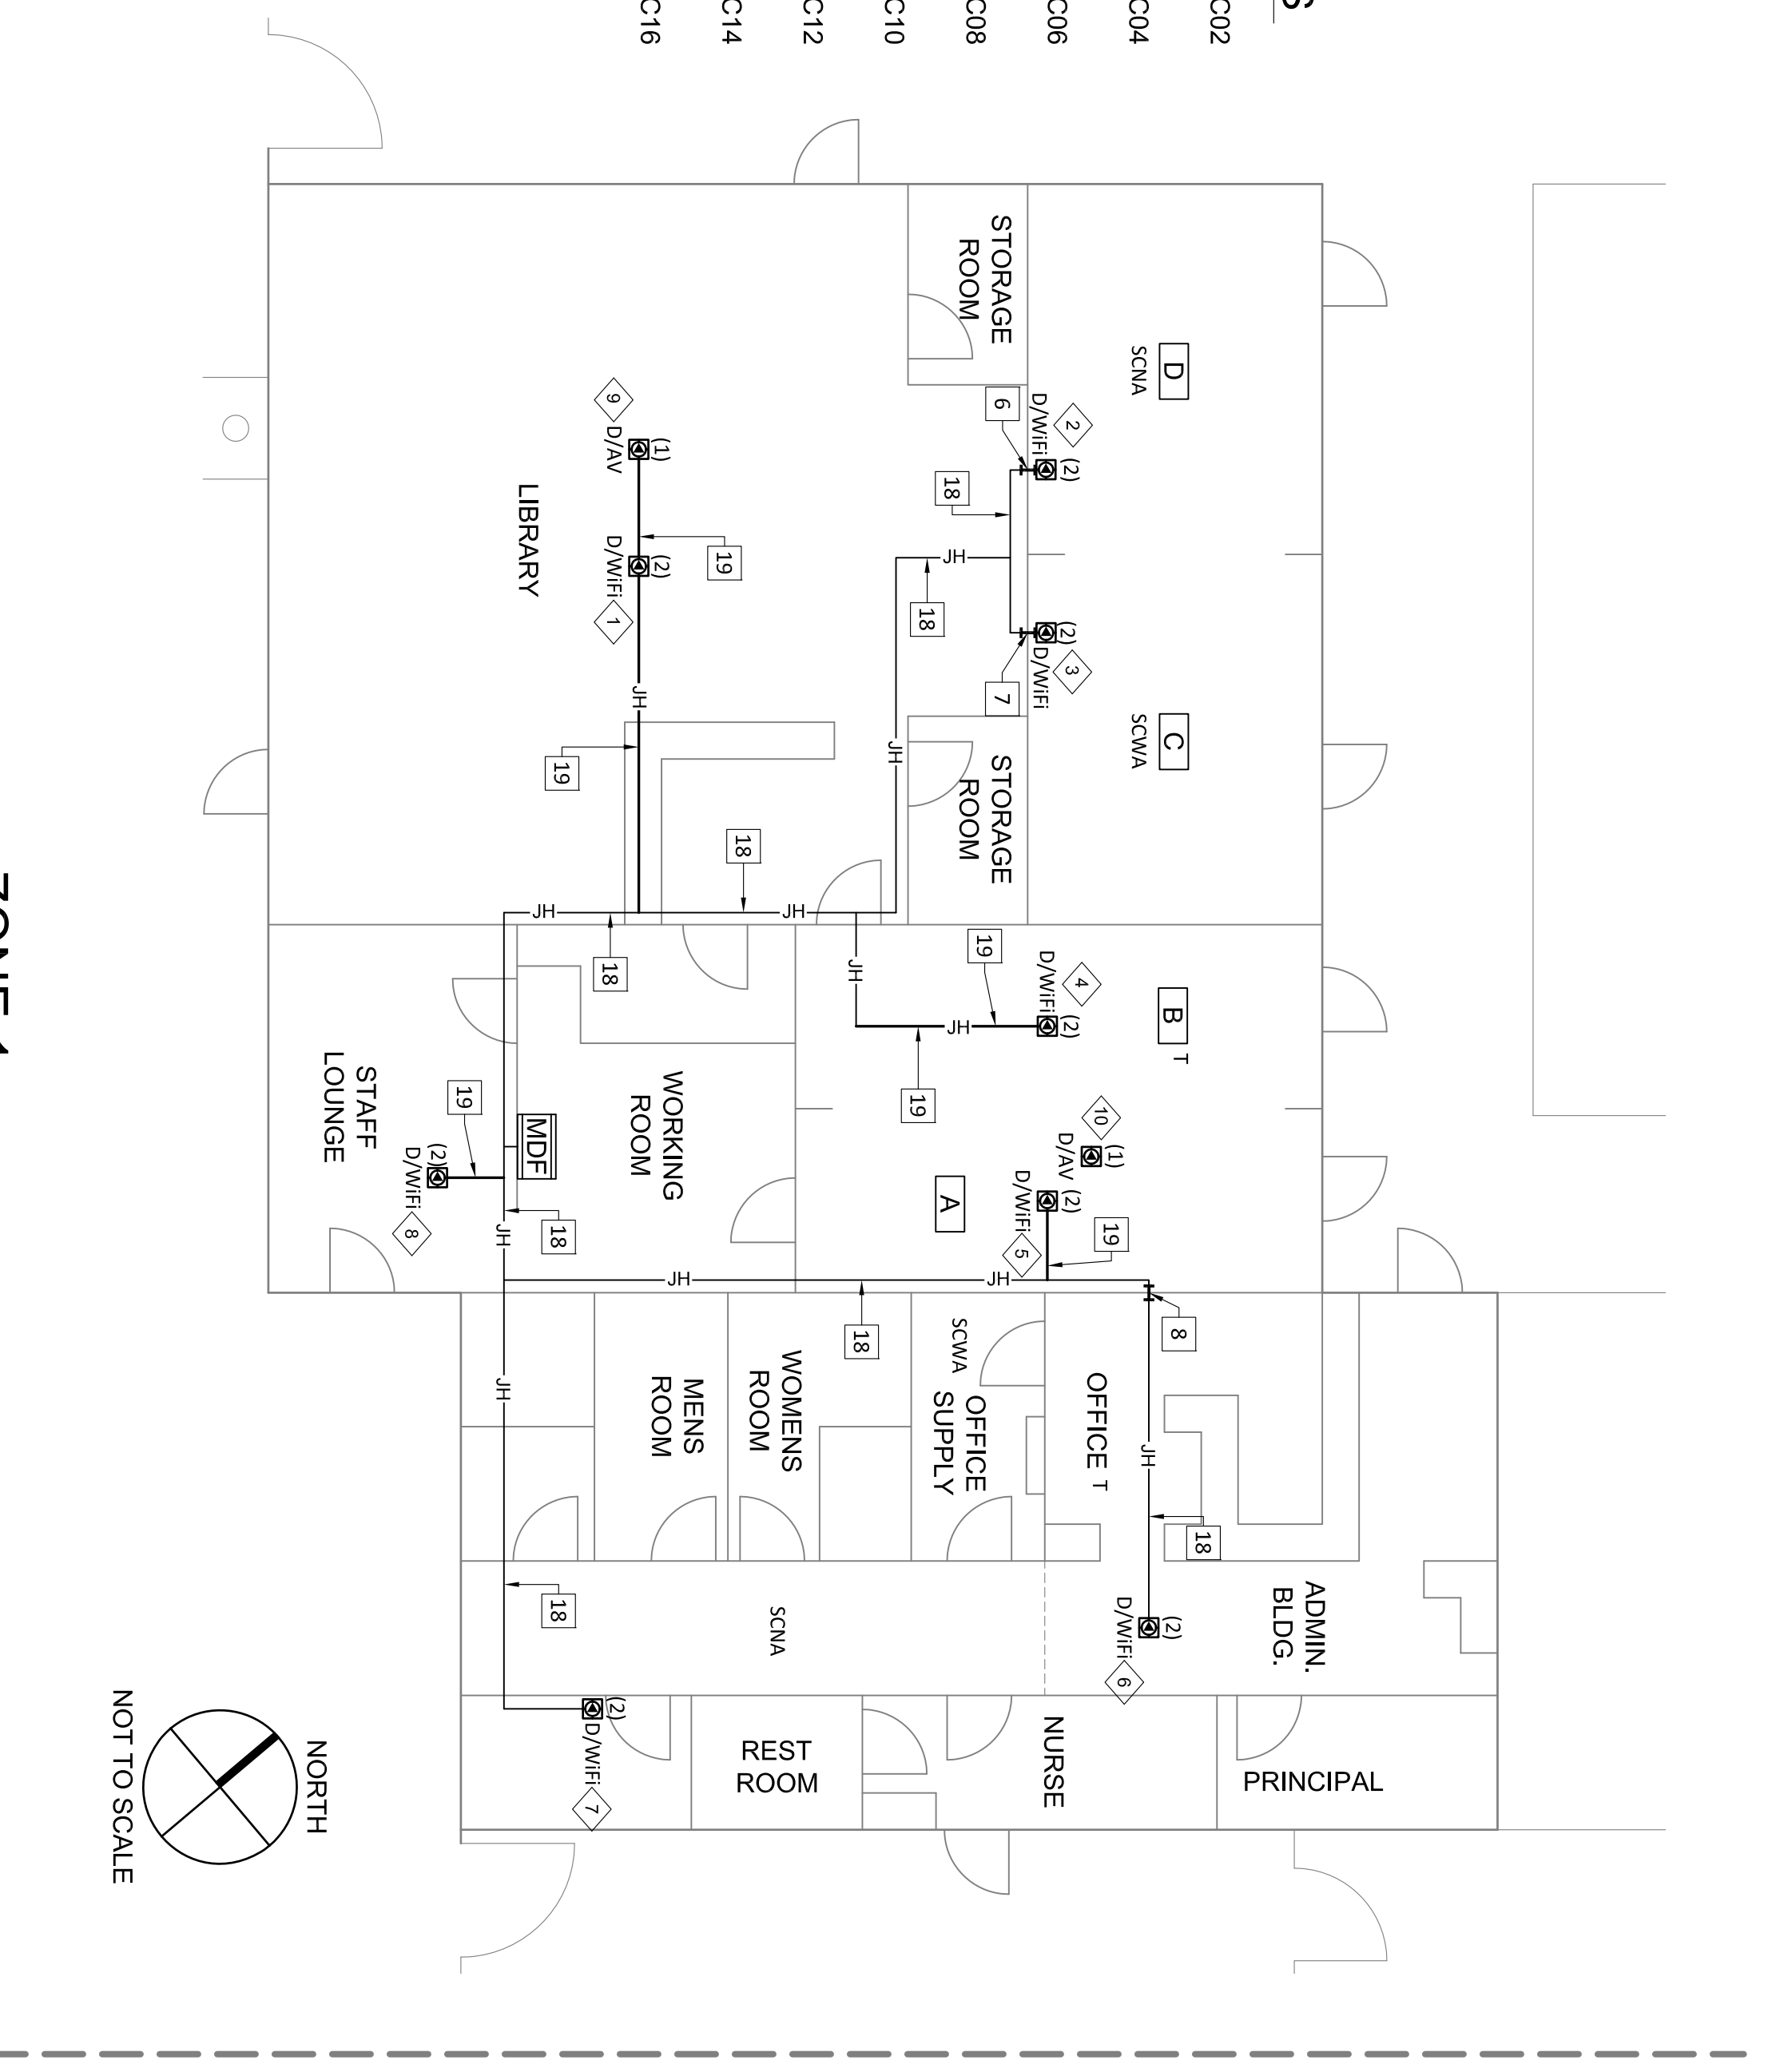 C02
C04
C06
C08
C10
C12
C14
C16
STORAGE
ROOM
D
SCNA
2
D/WiFi
(2)
6
18
JH
18
3
D/WiFi
(2)
7
C
SCWA
9
D/AV
(1)
19
(2)
D/WiFi
1
LIBRARY
JH
19
JH
STORAGE
ROOM
18
JH
JH
18
19
4
D/WiFi
(2)
B
T
JH
JH
19
10
D/AV
(1)
(2)
D/WiFi
5
A
19
WORKING
ROOM
MDF
STAFF
LOUNGE
19
(2)
D/WiFi
8
18
JH
JH
JH
8
18
SCWA
OFFICE
SUPPLY
OFFICE
T
WOMENS
ROOM
MENS
ROOM
JH
JH
18
18
ADMIN.
BLDG.
D/WiFi
(2)
6
SCNA
(2)
D/WiFi
7
REST
ROOM
NURSE
PRINCIPAL
NORTH
NOT TO SCALE